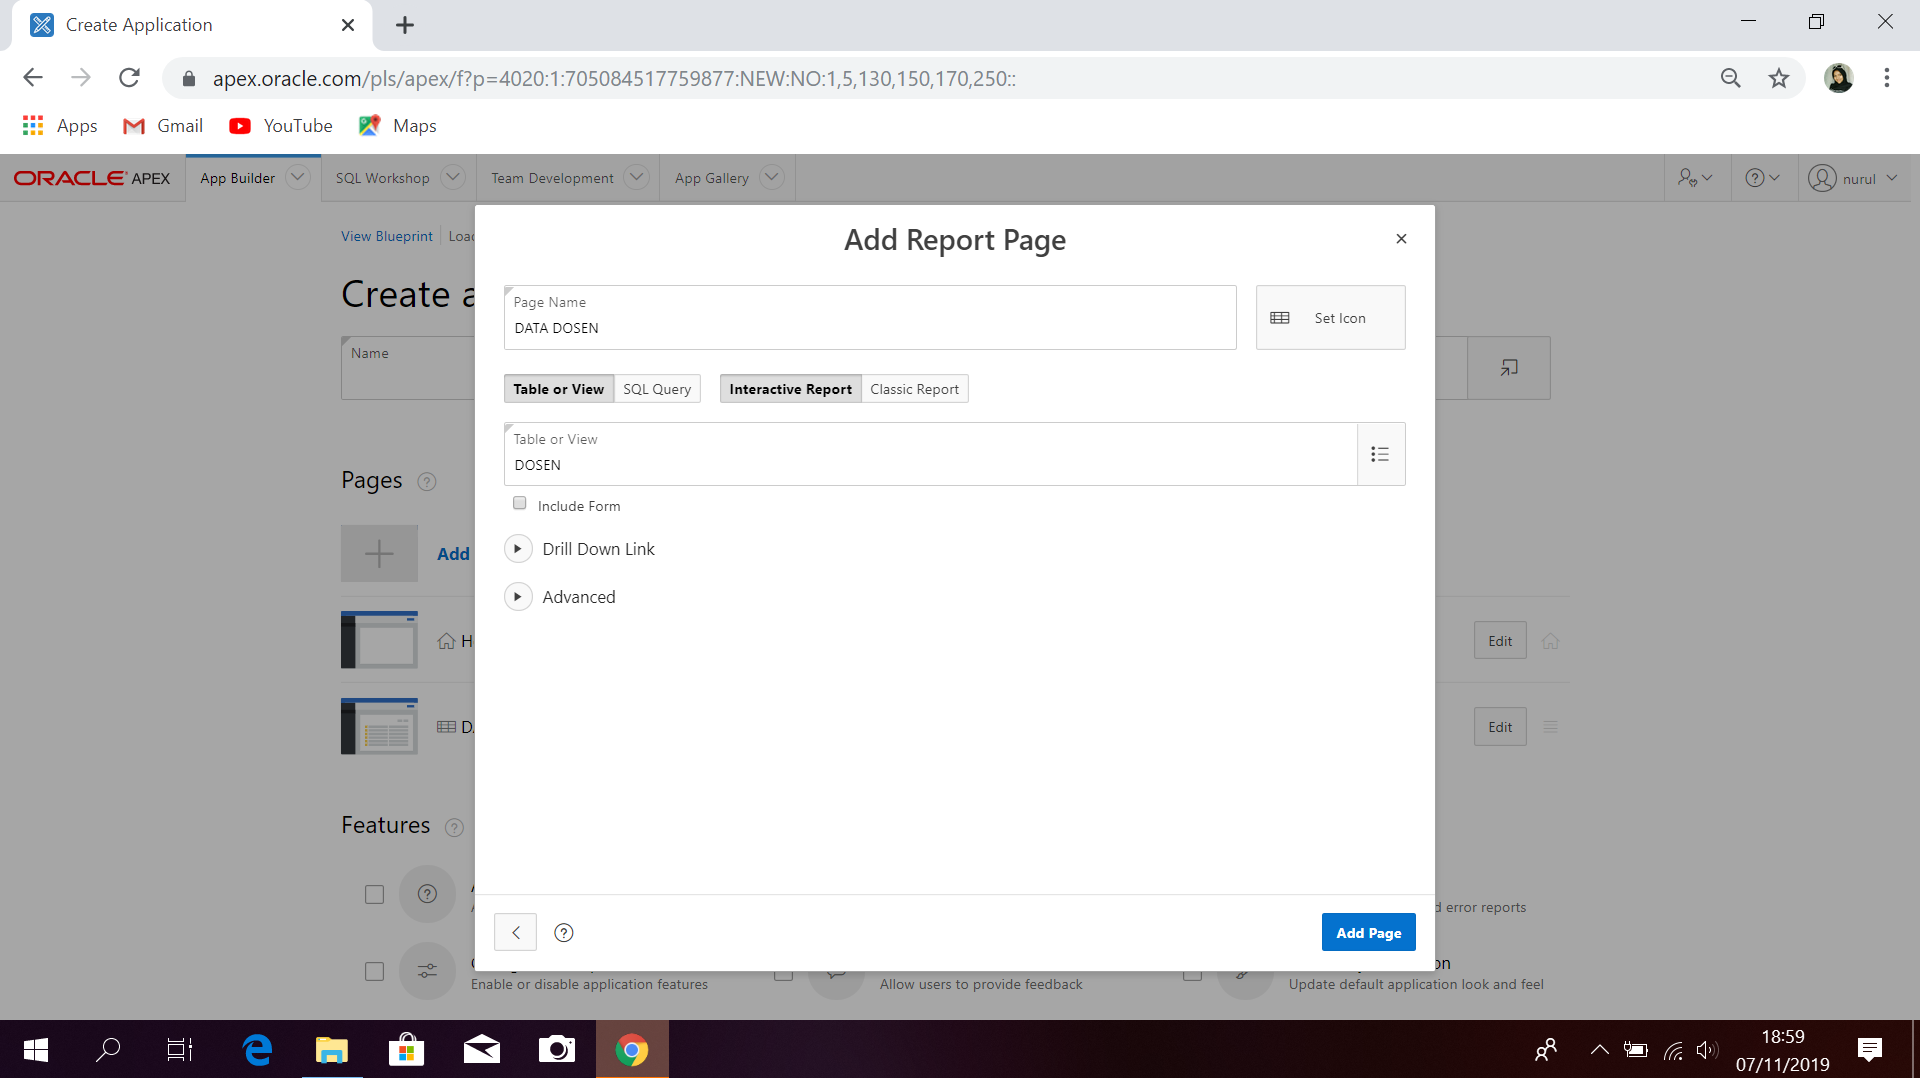 Create Application
apex.oracle.com/pls/apex/f?p=4020:1:705084517759877:NEW:NO:1,5,130,150,170,250::
Apps Gmail YouTube Maps
ORACLE APEX App Builder SQL Workshop Team Development App Gallery nurul
View Blueprint
Add Report Page
Create a
Page Name
DATA DOSEN
Set Icon
Name
Table or View SQL Query Interactive Report Classic Report
Table or View
DOSEN
Pages
Include Form
Drill Down Link
Add
Advanced
H
Edit
D
Edit
Features
d error reports
Add Page
on
Enable or disable application features
Allow users to provide feedback
Update default application look and feel
18:59
07/11/2019